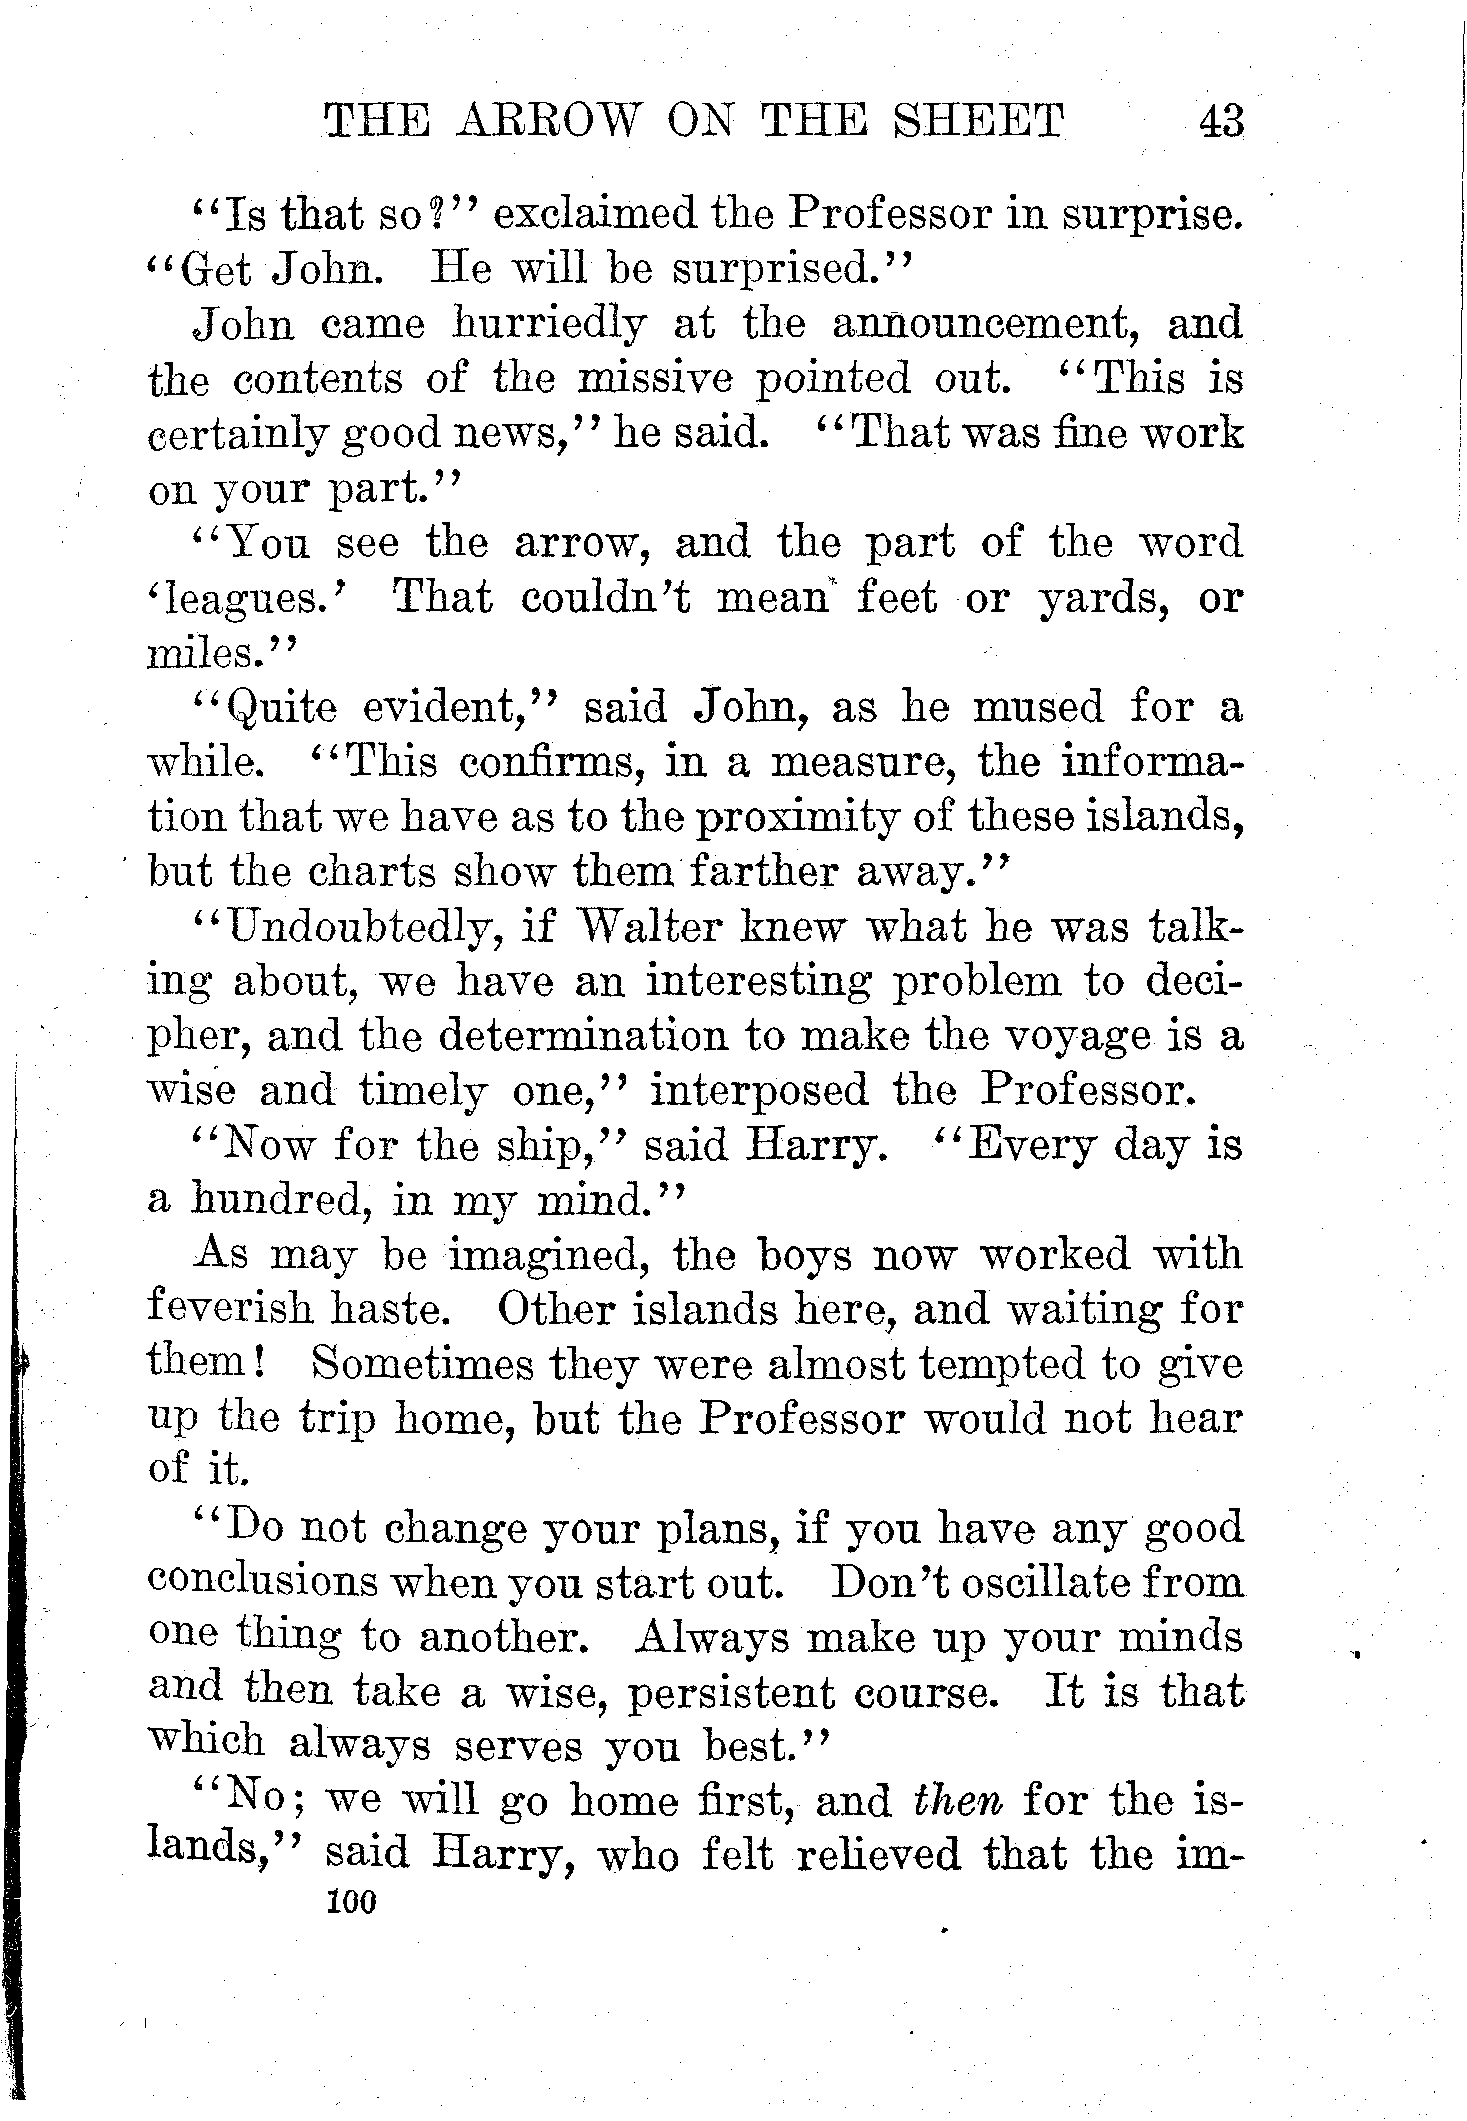 THE ARROW ON THE SHEET 43
"Is that so?" exclaimed the Professor in surprise.
"Get John. He will be surprised."
John came hurriedly at the announcement, and
the contents of the missive pointed out. "This is
certainly good news," he said. "That was fine work
on your part."
"You see the arrow, and the part of the word
'leagues.' That couldn't mean feet or yards, or
miles."
"Quite evident," said John, as he mused for a
while. "This confirms, in a measure, the informa-
tion that we have as to the proximity of these islands,
but the charts show them farther away."
"Undoubtedly, if Walter knew what he was talk-
ing about, we have an interesting problem to deci-
pher, and the determination to make the voyage is a
wise and timely one," interposed the Professor.
"Now for the ship," said Harry. "Every day is
a hundred, in my mind."
As may be imagined, the boys now worked with
feverish haste. Other islands here, and waiting for
them! Sometimes they were almost tempted to give
up the trip home, but the Professor would not hear
of it.
"Do not change your plans, if you have any good
conclusions when you start out. Don't oscillate from
one thing to another. Always make up your minds
and then take a wise, persistent course. It is that
which always serves you best."
"No; we will go home first, and then for the is-
lands," said Harry, who felt relieved that the im-
100